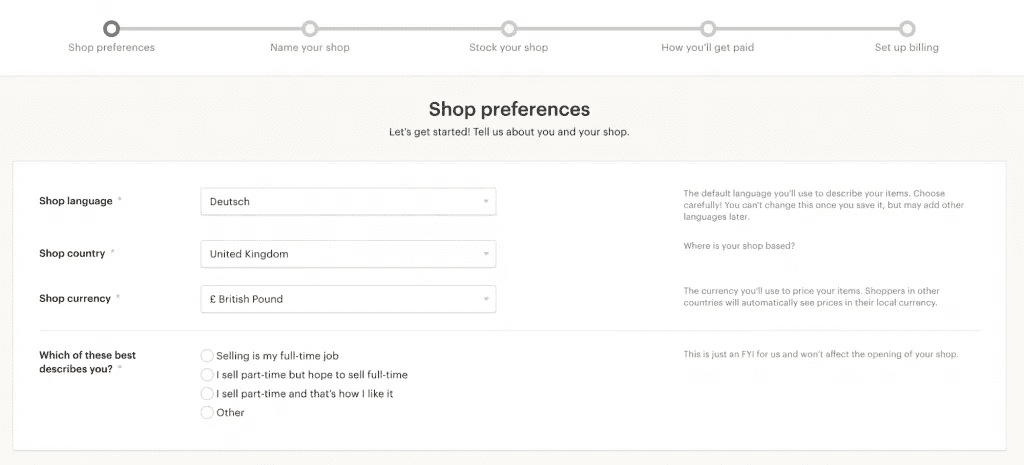 Shop preferences
Name your shop
Stock your shop
How you'll get paid
Set up billing
Shop preferences
Let's get started! Tell us about you and your shop.
Shop language *
Deutsch
The default language you'll use to describe your items. Choose
carefully! You can't change this once you save it, but may add other
languages later.
Shop country *
United Kingdom
Where is your shop based?
Shop currency *
£ British Pound
The currency you'll use to price your items. Shoppers in other
countries will automatically see prices in their local currency.
Which of these best
describes you? *
Selling is my full-time job
I sell part-time but hope to sell full-time
I sell part-time and that's how I like it
Other
This is just an FYI for us and won't affect the opening of your shop.